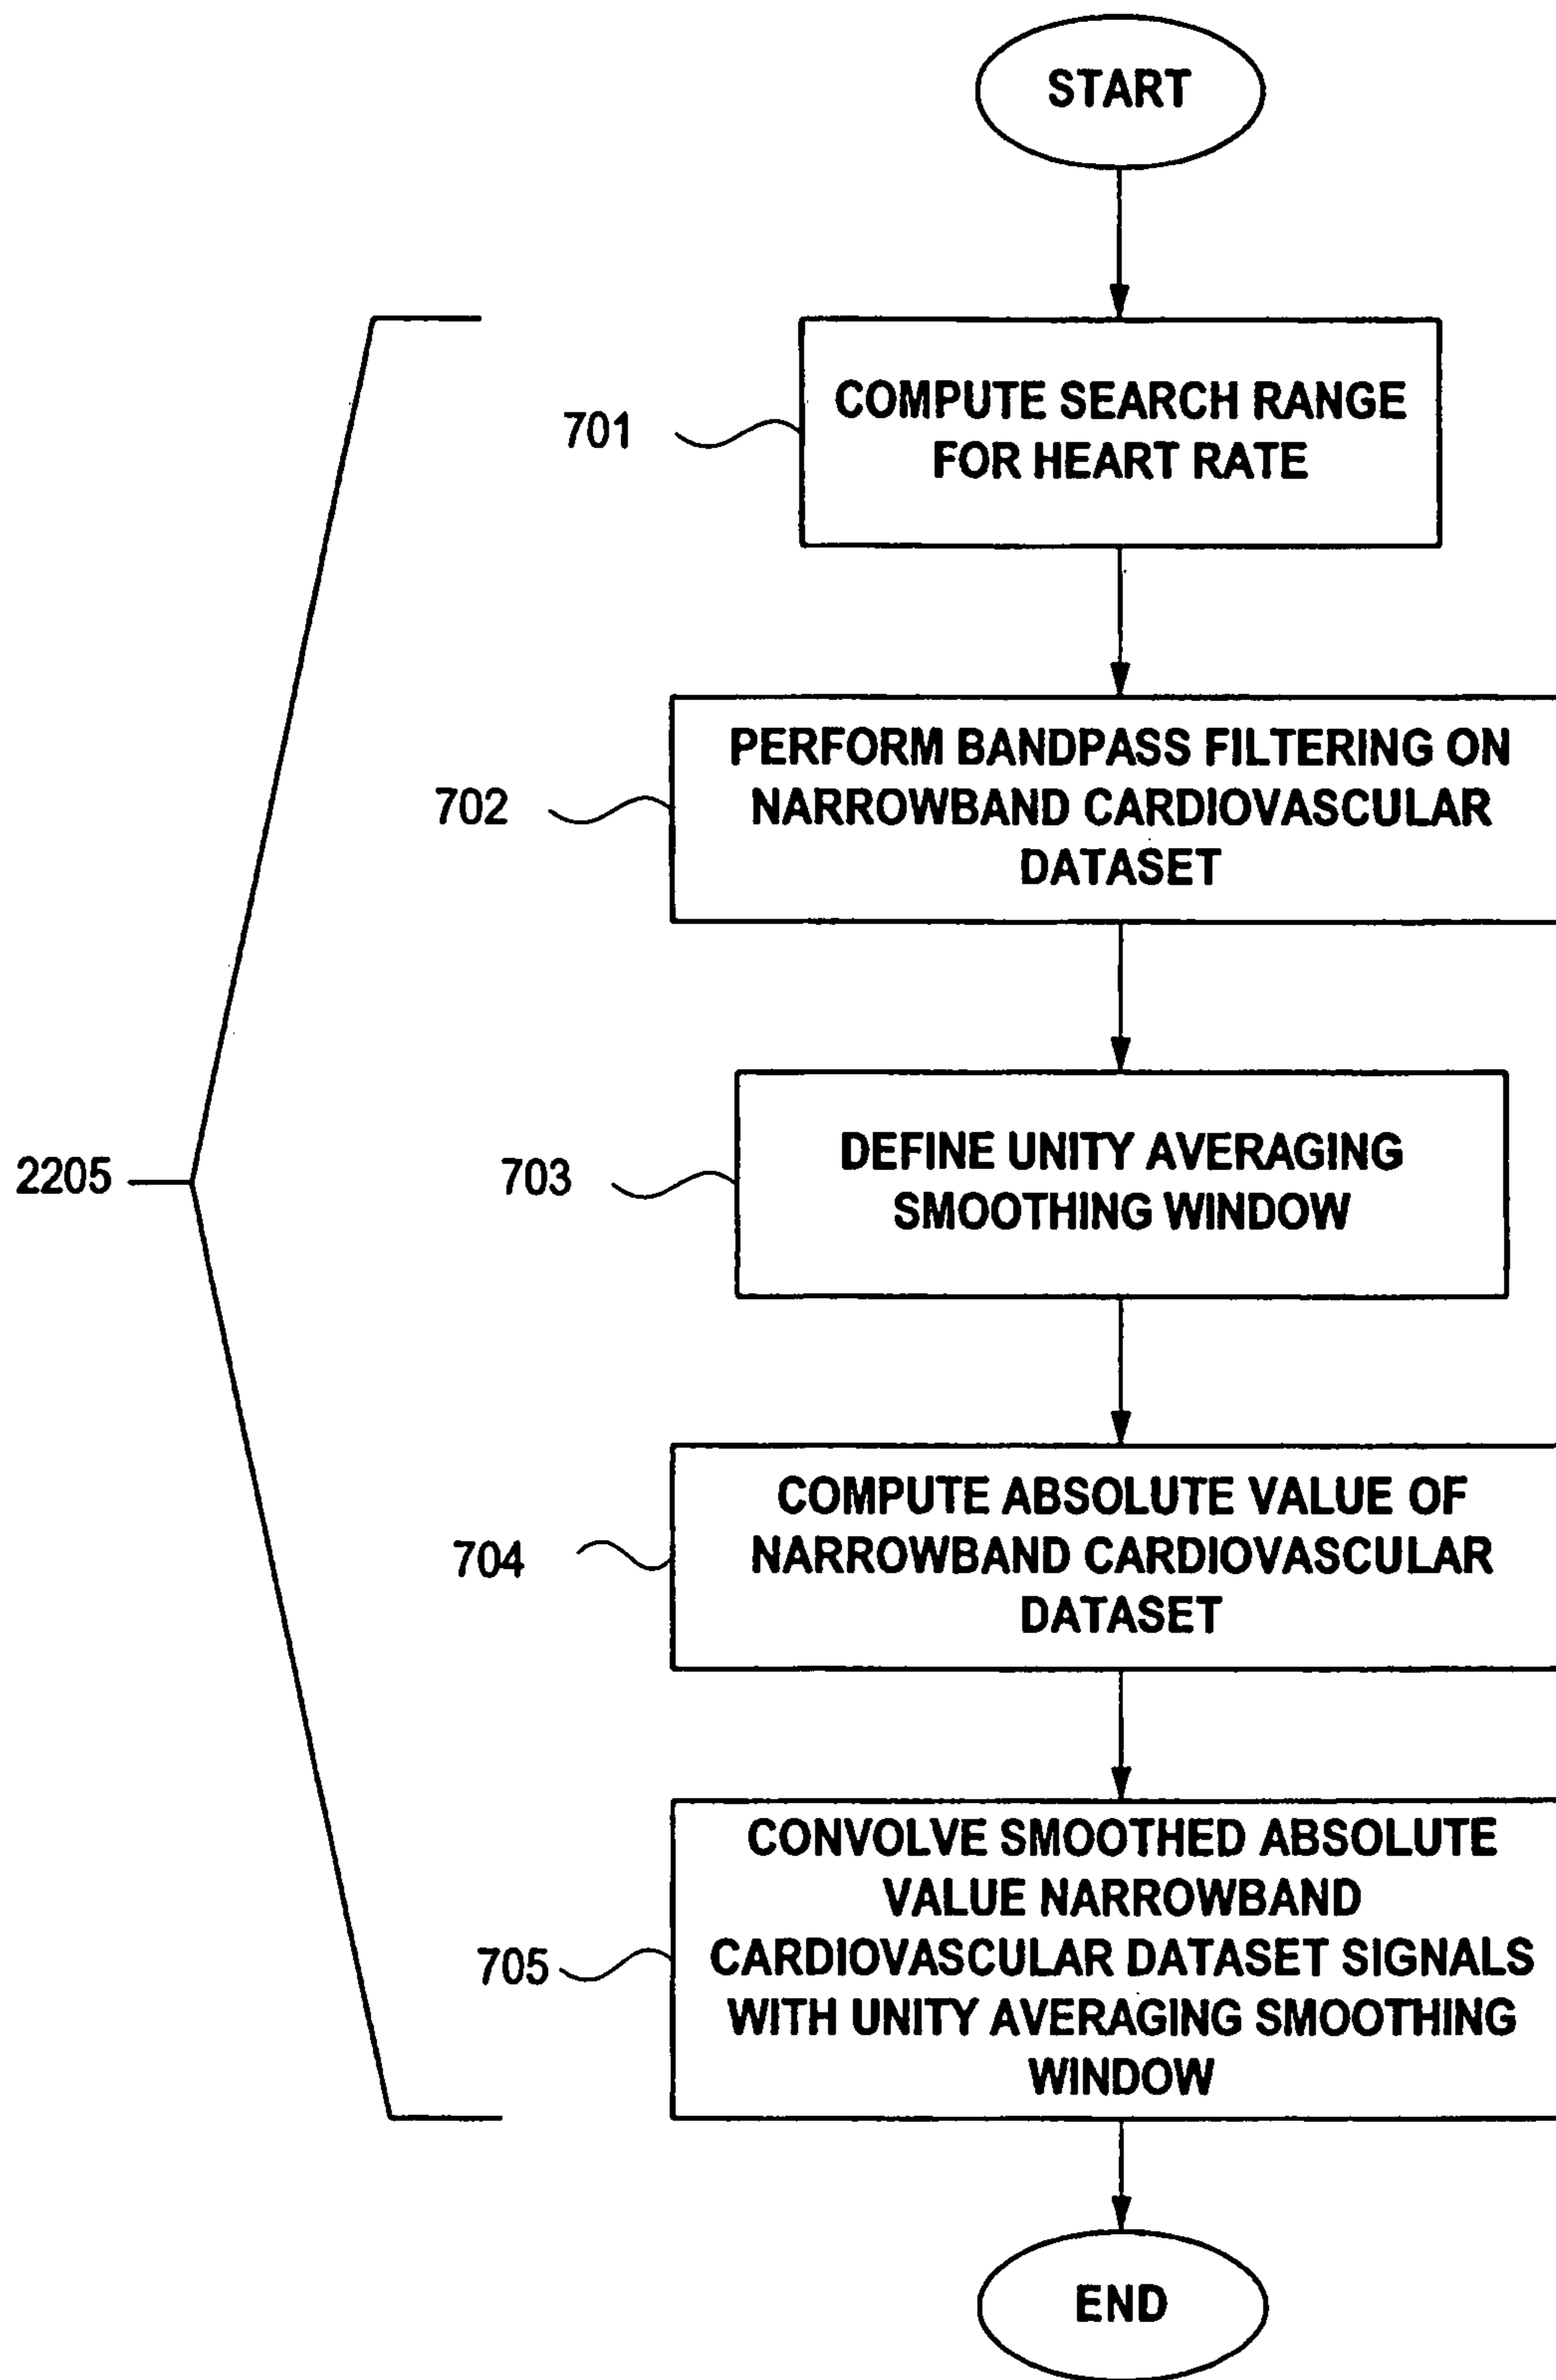 START
701
COMPUTE SEARCH RANGE
FOR HEART RATE
702
PERFORM BANDPASS FILTERING ON
NARROWBAND CARDIOVASCULAR
DATASET
2205
703
DEFINE UNITY AVERAGING
SMOOTHING WINDOW
704
COMPUTE ABSOLUTE VALUE OF
NARROWBAND CARDIOVASCULAR
DATASET
705
CONVOLVE SMOOTHED ABSOLUTE
VALUE NARROWBAND
CARDIOVASCULAR DATASET SIGNALS
WITH UNITY AVERAGING SMOOTHING
WINDOW
END